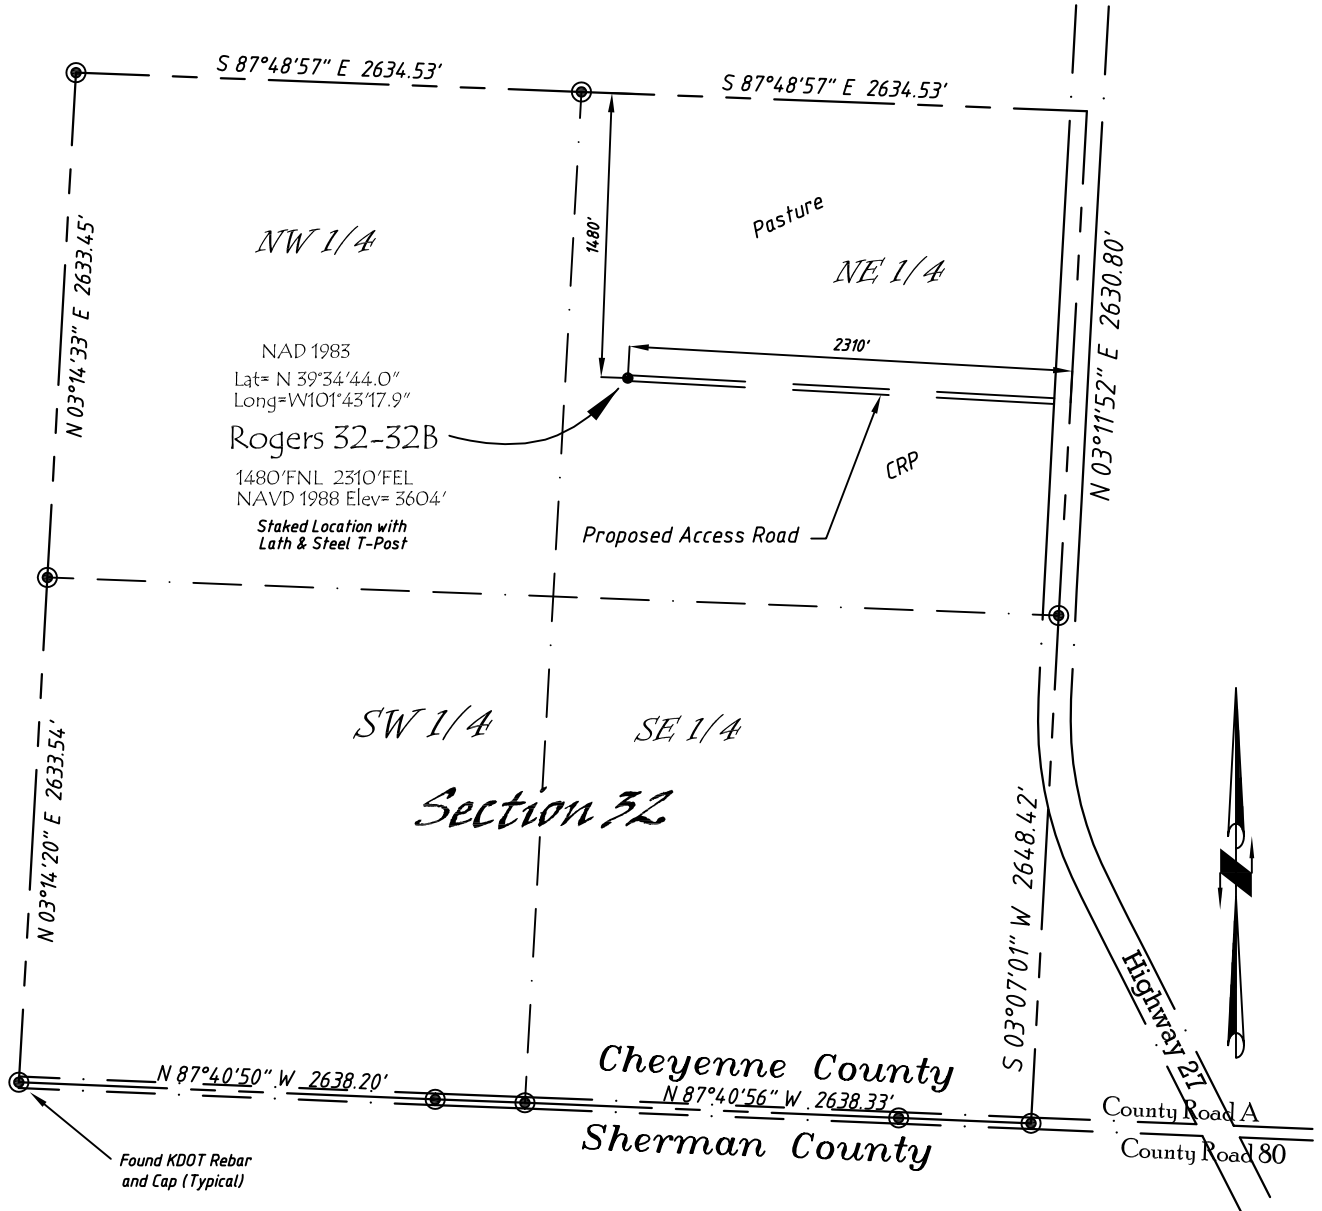 S 87°48'57" E 2634.53'
S 87°48'57" E 2634.53'
N 03°14'33" E 2633.45'
NW 1/4
1480'
Pasture
NE 1/4
2310'
N 03°11'52" E 2630.80'
NAD 1983
Lat= N 39°34'44.0"
Long=W101°43'17.9"
Rogers 32-32B
1480'FNL 2310'FEL
NAVD 1988 Elev= 3604'
Staked Location with
Lath & Steel T-Post
CRP
Proposed Access Road
N 03°14'20" E 2633.54'
SW 1/4
SE 1/4
Section 32
S 03°07'01" W 2648.42'
Highway 27
N 87°40'50" W 2638.20'
Cheyenne County
N 87°40'56" W 2638.33'
Sherman County
County Road A
County Road 80
Found KDOT Rebar
and Cap (Typical)
N